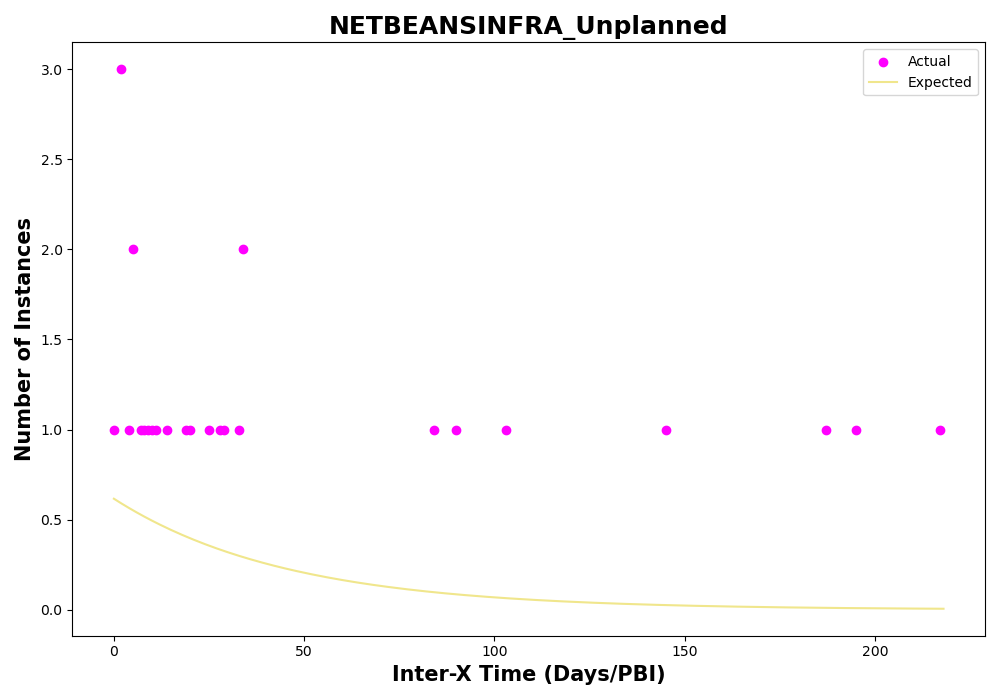 NETBEANSINFRA_Unplanned
Actual
Expected
3.0
2.5
2.0
1.5
1.0
0.5
0.0
Number of Instances
0 50 100 150 200
Inter-X Time (Days/PBI)